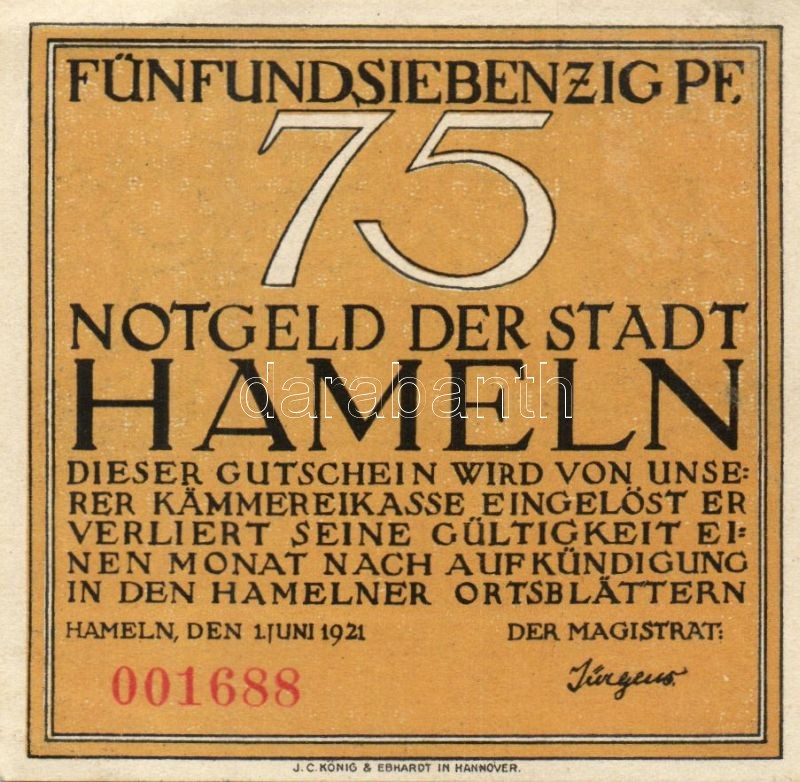 FÜNFUNDSIEBENZIG PF.
75
NOTGELD DER STADT
HAMELN
darabanth
DIESER GUTSCHEIN WIRD VON UNSE=
RER KÄMMEREIKASSE EINGELÖST ER
VERLIERT SEINE GÜLTIGKEIT EI=
NEN MONAT NACH AUFKÜNDIGUNG
IN DEN HAMELNER ORTSBLÄTTERN
HAMELN, DEN 1.JUNI 1921 DER MAGISTRAT:
001688 Jürgens.
J. C. KÖNIG & EBHARDT IN HANNOVER.